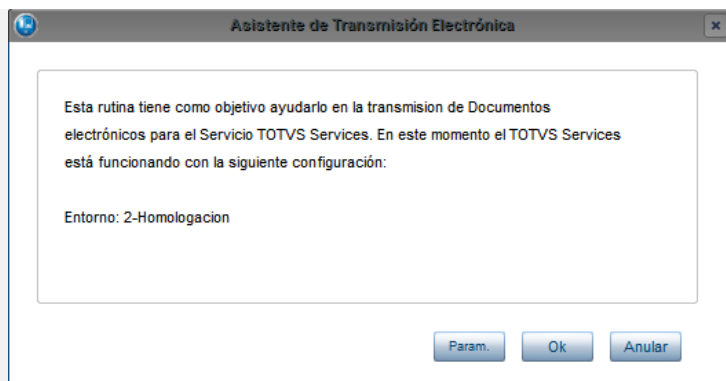 Asistente de Transmisión Electrónica
Esta rutina tiene como objetivo ayudarlo en la transmision de Documentos
electrónicos para el Servicio TOTVS Services. En este momento el TOTVS Services
está funcionando con la siguiente configuración:
Entorno: 2-Homologacion
Param.
Ok
Anular